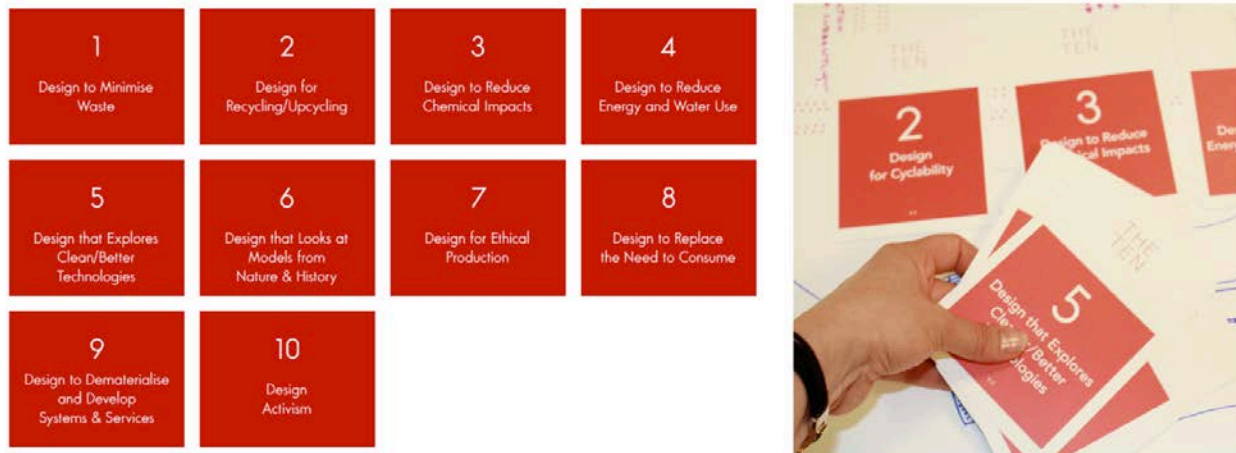 1
Design to Minimise
Waste
2
Design for
Recycling/Upcycling
3
Design to Reduce
Chemical Impacts
4
Design to Reduce
Energy and Water Use
5
Design that Explores
Clean/Better
Technologies
6
Design that Looks at
Models from
Nature & History
7
Design for Ethical
Production
8
Design to Replace
the Need to Consume
9
Design to Dematerialise
and Develop
Systems & Services
10
Design
Activism
THE
TEN
THE
TEN
2
Design
for Cyclability
3
Design to Reduce
Impacts
THE
TEN
5
Design that Explores
/Better